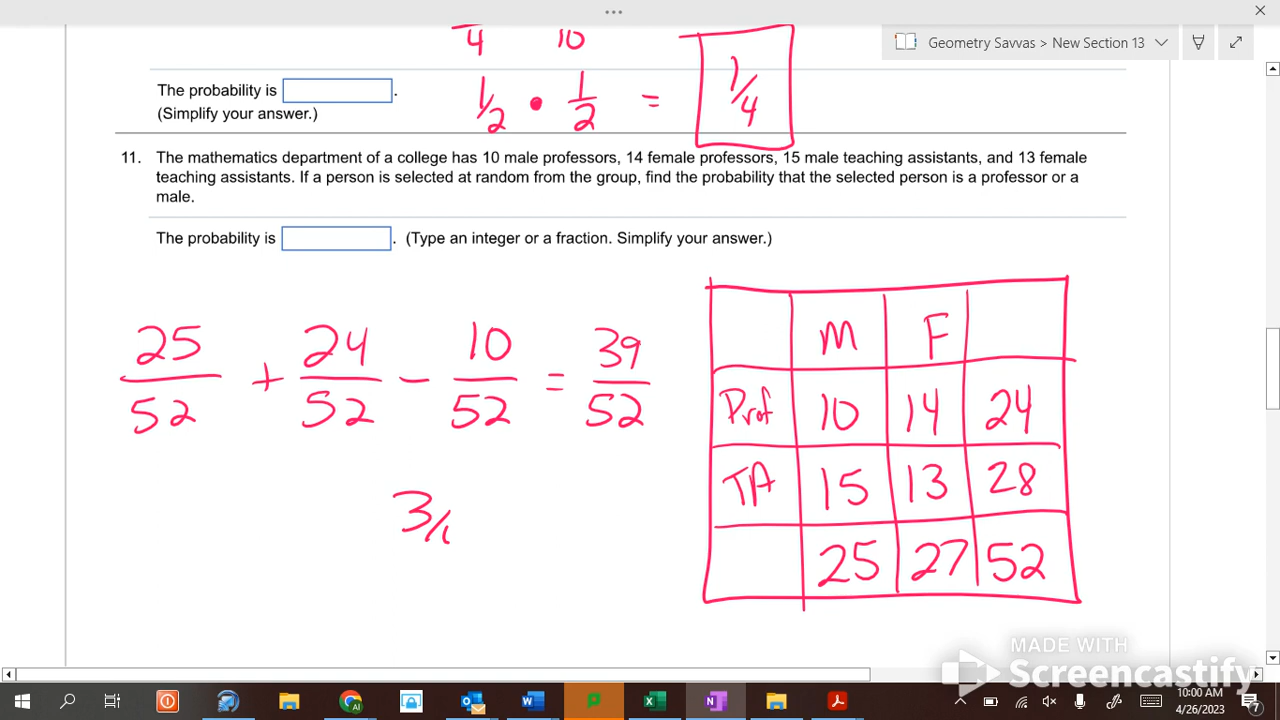 •••
Geometry Savvas > New Section 13
4 10
The probability is .
(Simplify your answer.)
1/2 • 1/2 = 1/4
11. The mathematics department of a college has 10 male professors, 14 female professors, 15 male teaching assistants, and 13 female
teaching assistants. If a person is selected at random from the group, find the probability that the selected person is a professor or a
male.
The probability is . (Type an integer or a fraction. Simplify your answer.)
25/52 + 24/52 - 10/52 = 39/52
3/
M F
Prof 10 14 24
TA 15 13 28
25 27 52
MADE WITH
Screencastify
10:00 AM
4/26/2023
7